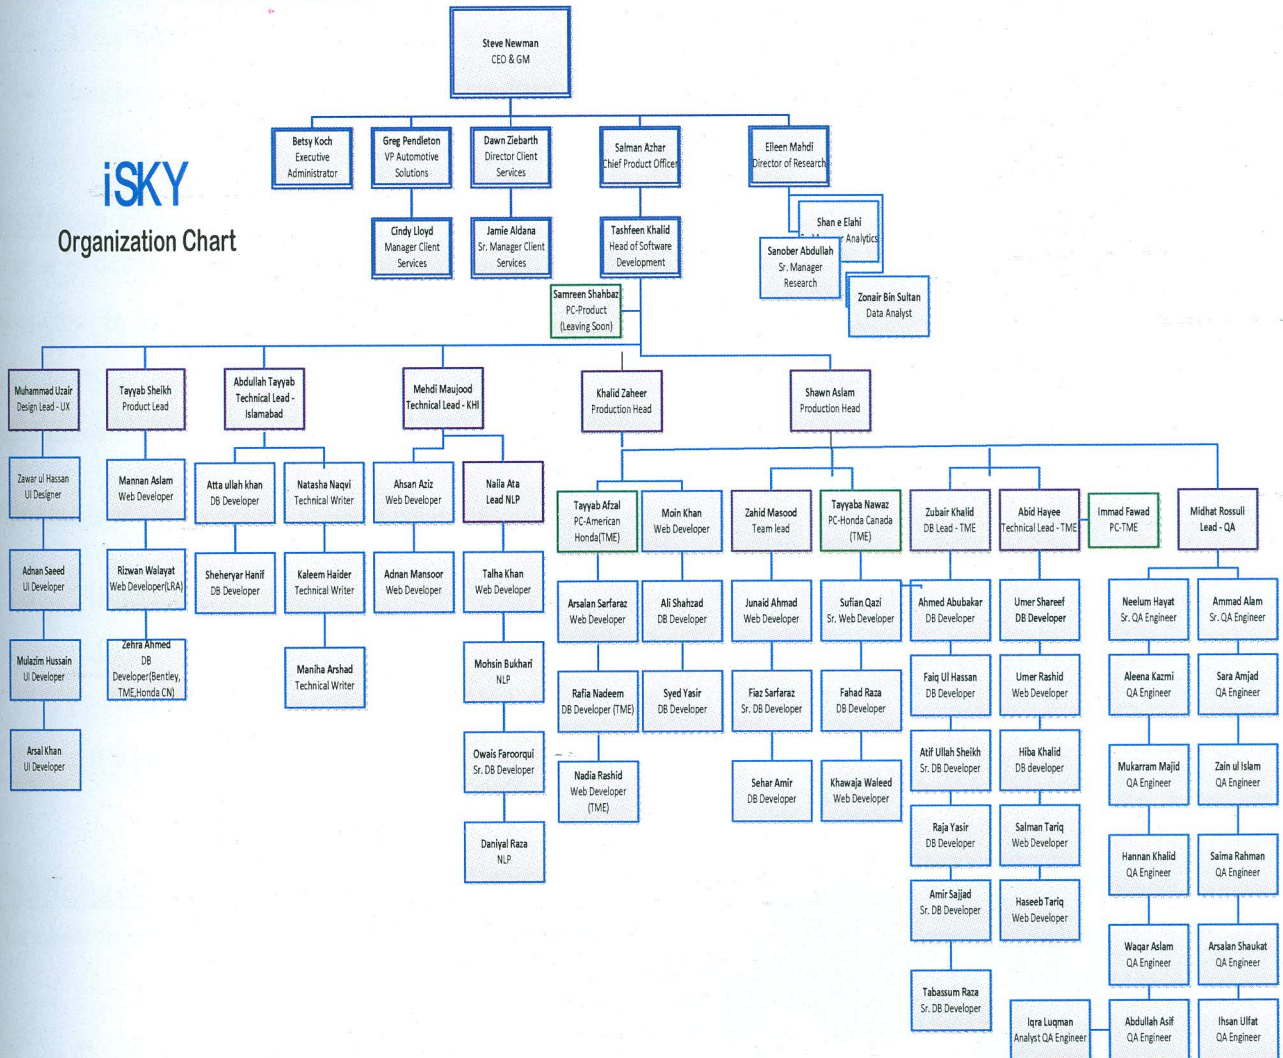 Steve Newman
CEO & GM
Betsy Koch
Executive
Administrator
Greg Pendleton
VP Automotive
Solutions
Dawn Ziebarth
Director Client
Services
Salman Azhar
Chief Product Officer
Eileen Mahdi
Director of Research
iSKY
Organization Chart
Cindy Lloyd
Manager Client
Services
Jamie Aldana
Sr. Manager Client
Services
Tashfeen Khalid
Head of Software
Development
Shan e Elahi
Analytics
Sanober Abdullah
Sr. Manager
Research
Zonair Bin Sultan
Data Analyst
Samreen Shahbaz
PC-Product
(Leaving Soon)
Muhammad Uzair
Design Lead - UX
Tayyab Sheikh
Product Lead
Abdullah Tayyab
Technical Lead -
Islamabad
Mehdi Maujood
Technical Lead - KHI
Khalid Zaheer
Production Head
Shawn Aslam
Production Head
Zawar ul Hassan
UI Designer
Mannan Aslam
Web Developer
Atta ullah khan
DB Developer
Natasha Naqvi
Technical Writer
Ahsan Aziz
Web Developer
Naila Ata
Lead NLP
Tayyab Afzal
PC-American
Honda(TME)
Moin Khan
Web Developer
Zahid Masood
Team lead
Tayyaba Nawaz
PC-Honda Canada
(TME)
Zubair Khalid
DB Lead - TME
Abid Hayee
Technical Lead - TME
Immad Fawad
PC-TME
Midhat Rossuli
Lead - QA
Adnan Saeed
UI Developer
Rizwan Walayat
Web Developer(LRA)
Sheheryar Hanif
DB Developer
Kaleem Haider
Technical Writer
Adnan Mansoor
Web Developer
Talha Khan
Web Developer
Arsalan Sarfaraz
Web Developer
Ali Shahzad
DB Developer
Junaid Ahmad
Web Developer
Sufian Qazi
Sr. Web Developer
Ahmed Abubakar
DB Developer
Umer Shareef
DB Developer
Neelum Hayat
Sr. QA Engineer
Ammad Alam
Sr. QA Engineer
Mulazim Hussain
UI Developer
Zehra Ahmed
DB
Developer(Bentley,
TME,Honda CN)
Maniha Arshad
Technical Writer
Mohsin Bukhari
NLP
Rafia Nadeem
DB Developer (TME)
Syed Yasir
DB Developer
Fiaz Sarfaraz
Sr. DB Developer
Fahad Raza
DB Developer
Faiq Ul Hassan
DB Developer
Umer Rashid
Web Developer
Aleena Kazmi
QA Engineer
Sara Amjad
QA Engineer
Arsal Khan
UI Developer
Owais Faroorqui
Sr. DB Developer
Nadia Rashid
Web Developer
(TME)
Sehar Amir
DB Developer
Khawaja Waleed
Web Developer
Atif Ullah Sheikh
Sr. DB Developer
Hiba Khalid
DB developer
Mukarram Majid
QA Engineer
Zain ul Islam
QA Engineer
Daniyal Raza
NLP
Raja Yasir
DB Developer
Salman Tariq
Web Developer
Hannan Khalid
QA Engineer
Saima Rahman
QA Engineer
Amir Sajjad
Sr. DB Developer
Haseeb Tariq
Web Developer
Waqar Aslam
QA Engineer
Arsalan Shaukat
QA Engineer
Tabassum Raza
Sr. DB Developer
Iqra Luqman
Analyst QA Engineer
Abdullah Asif
QA Engineer
Ihsan Ulfat
QA Engineer